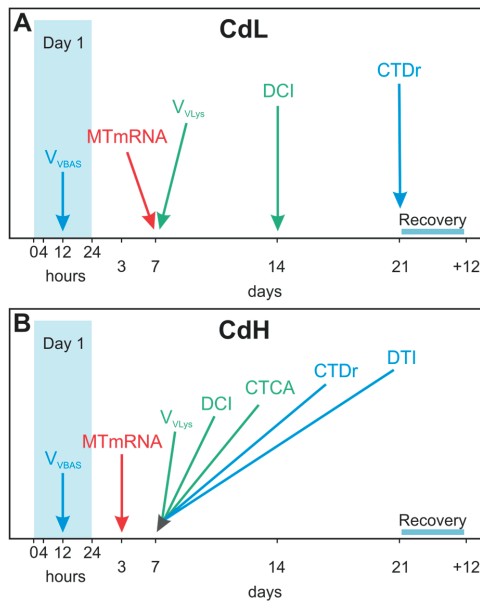 A
CdL
Day 1
CTDr
DCI
VVLys
MTmRNA
VVBAS
Recovery
04 12 24 3 7 14 21 +12
hours
days
B
CdH
Day 1
DTI
CTDr
CTCA
DCI
VVLys
MTmRNA
VVBAS
Recovery
04 12 24 3 7 14 21 +12
hours
days